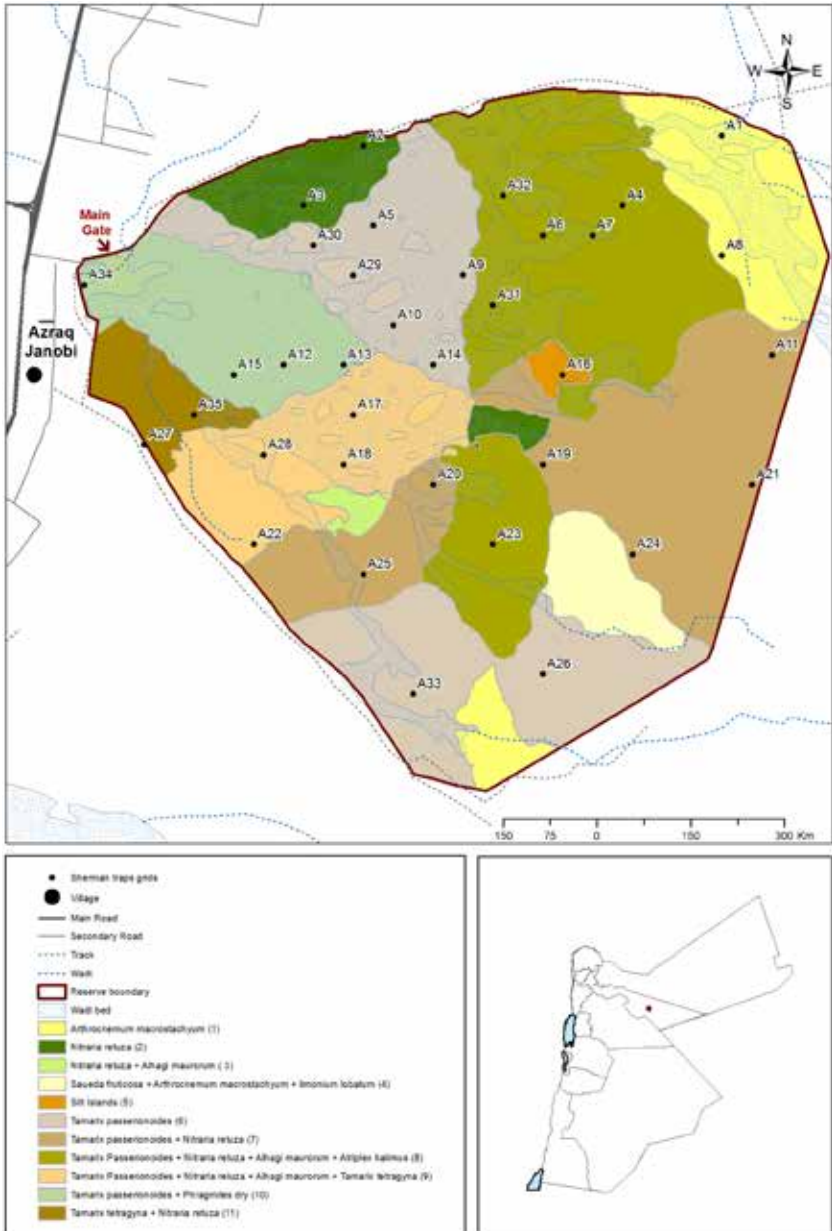 N
W E
S
A1
A2
A32
A3
A4
A5
A6
A7
Main
Gate
A30
A8
A29
A9
A34
A31
A10
Azraq
Janobi
A11
A12
A13
A14
A15
A16
A35
A17
A27
A28
A18
A19
A20
A21
A22
A23
A24
A25
A26
A33
150 75 0 150 300 Km
Sherman traps grids
Village
Main Road
Secondary Road
Track
Wadi
Reserve boundary
Wadi bed
Arthrocnemum macrostachyum (1)
Nitraria retuza (2)
Nitraria retuza + Alhagi maurorum ( 3)
Saueda fruticosa + Arthrocnemum macrostachyum + limonium lobatum (4)
Silt Islands (5)
Tamarix passerionoides (6)
Tamarix passerionoides + Nitraria retuza (7)
Tamarix Passerionoides + Nitraria retuza + Alhagi maurorum + Atriplex halimus (8)
Tamarix Passerionoides + Nitraria retuza + Alhagi maurorum + Tamarix tetragyna (9)
Tamarix passerionoides + Phragmites dry (10)
Tamarix tetragyna + Nitraria retuza (11)